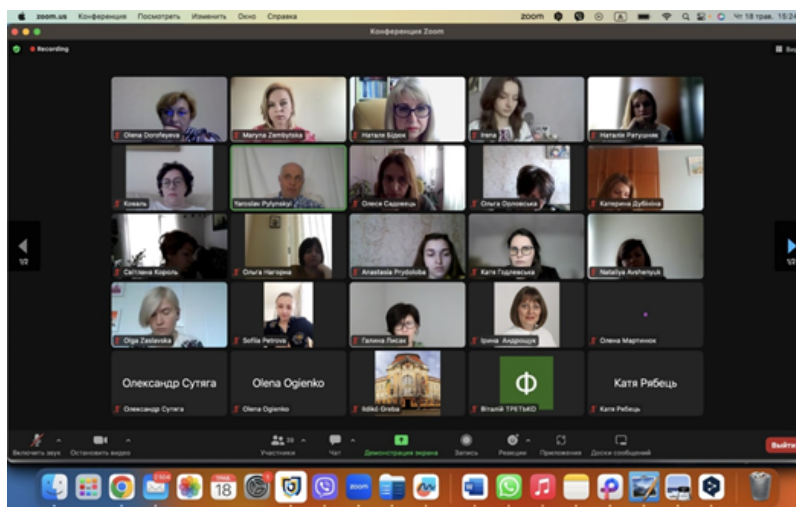 zoom.us Конференция Посмотреть Изменить Окно Справка
zoom
A
Чт 18 трав. 15:24
Конференция Zoom
Recording
Olena Dorofeyeva
Maryna Zembytska
Наталя Бідюк
Irena
Наталія Ратушняк
Коваль
Yaroslav Pylynskyi
Олеся Садовець
Ольга Орловська
Катерина Дубініна
Світлана Король
Ольга Нагорна
Anastasia Prydoloba
Катя Годлевська
Nataliya Avshenyuk
1/2
1/2
Olga Zaslavska
Sofiia Petrova
Галина Лисак
Ірина Андрощук
Олена Мартинюк
Олександр Сутяга
Olena Ogienko
Ф
Катя Рябець
Олександр Сутяга
Olena Ogienko
Ildikó Greba
Віталій ТРЕТЬКО
Катя Рябець
Включить звук
Остановить видео
Участники
Чат
Демонстрация экрана
Запись
Реакции
Приложения
Доски сообщений
Выйти
18
zoom